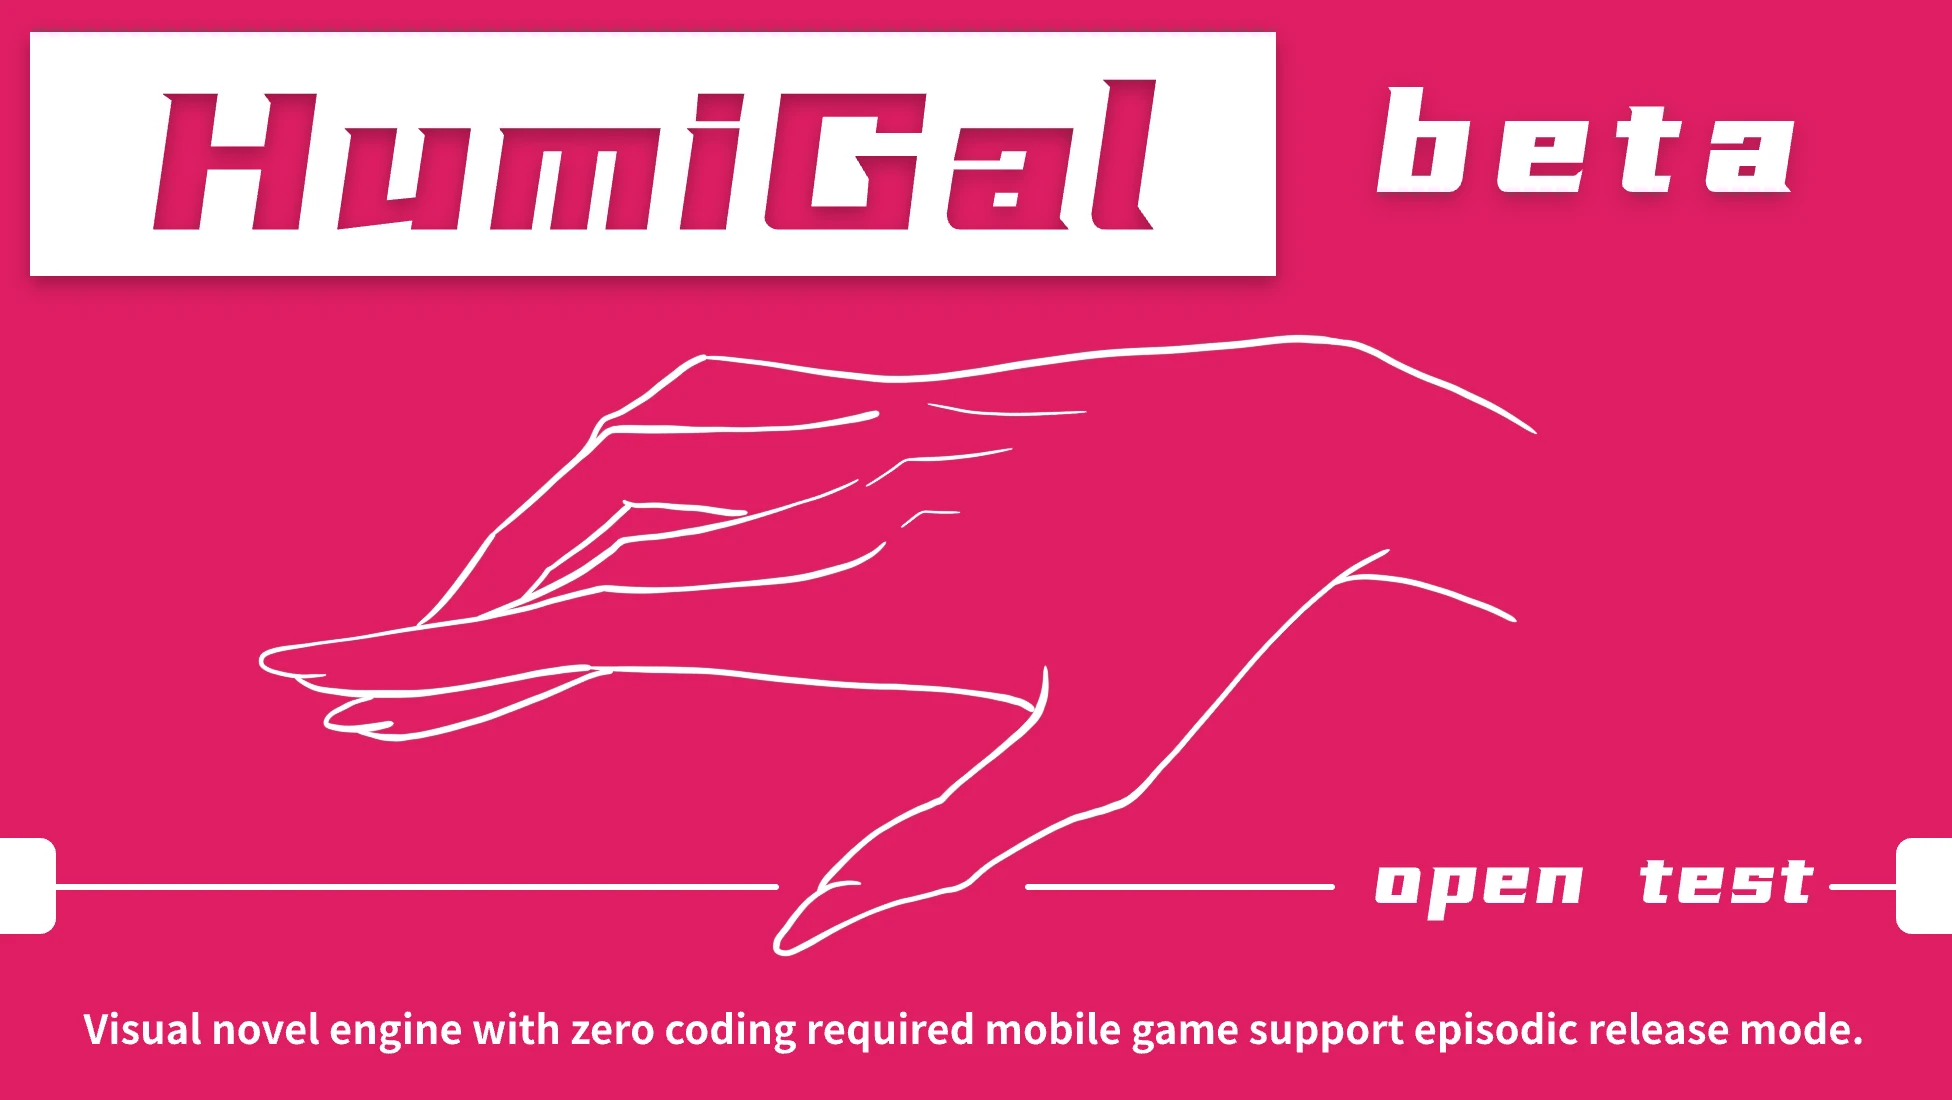 HumiGal beta
open test
Visual novel engine with zero coding required mobile game support episodic release mode.